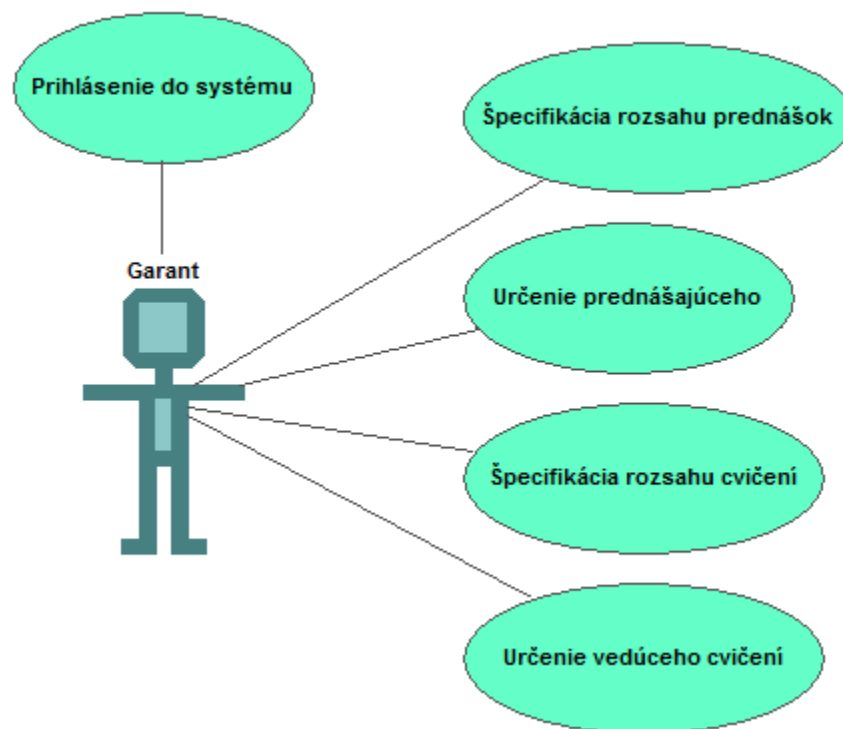 Prihlásenie do systému
Špecifikácia rozsahu prednášok
Garant
Určenie prednášajúceho
Špecifikácia rozsahu cvičení
Určenie vedúceho cvičení